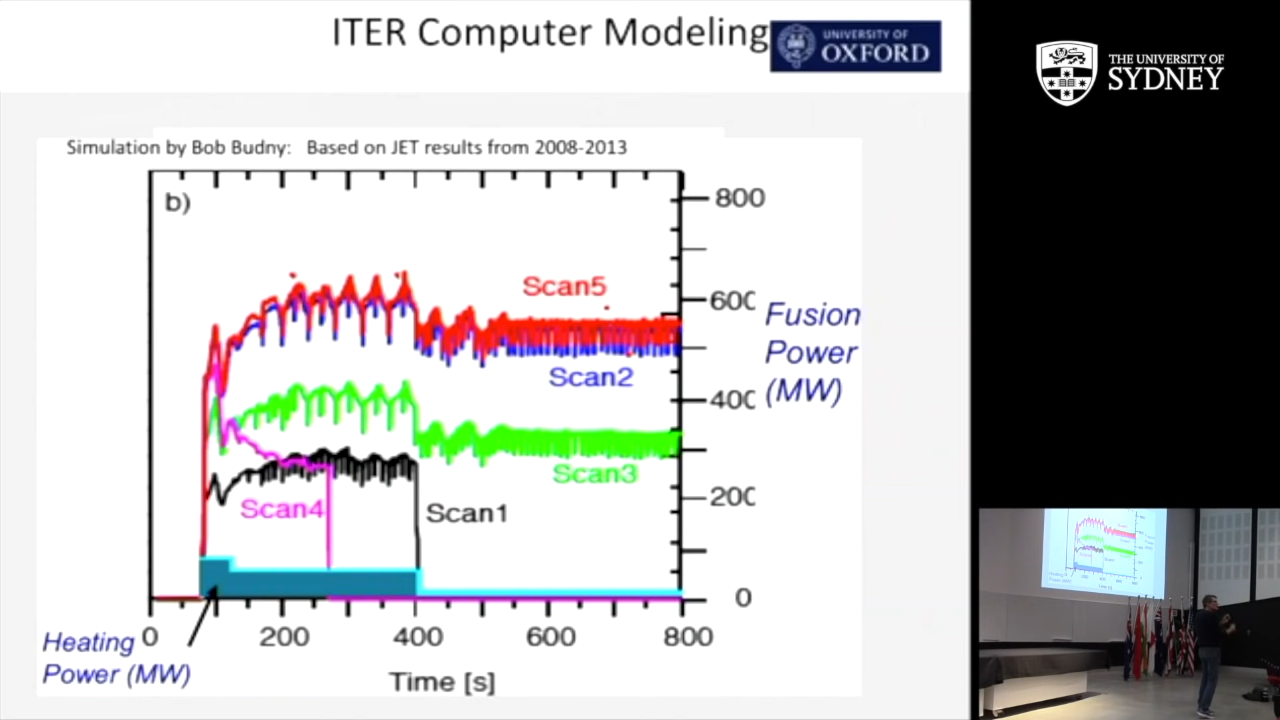 ITER Computer Modeling
UNIVERSITY OF
OXFORD
THE UNIVERSITY OF
SYDNEY
Simulation by Bob Budny: Based on JET results from 2008-2013
b)
800
600
400
200
0
Scan5
Scan2
Scan3
Scan4
Scan1
Fusion
Power
(MW)
Heating
Power (MW)
0 200 400 600 800
Time [s]